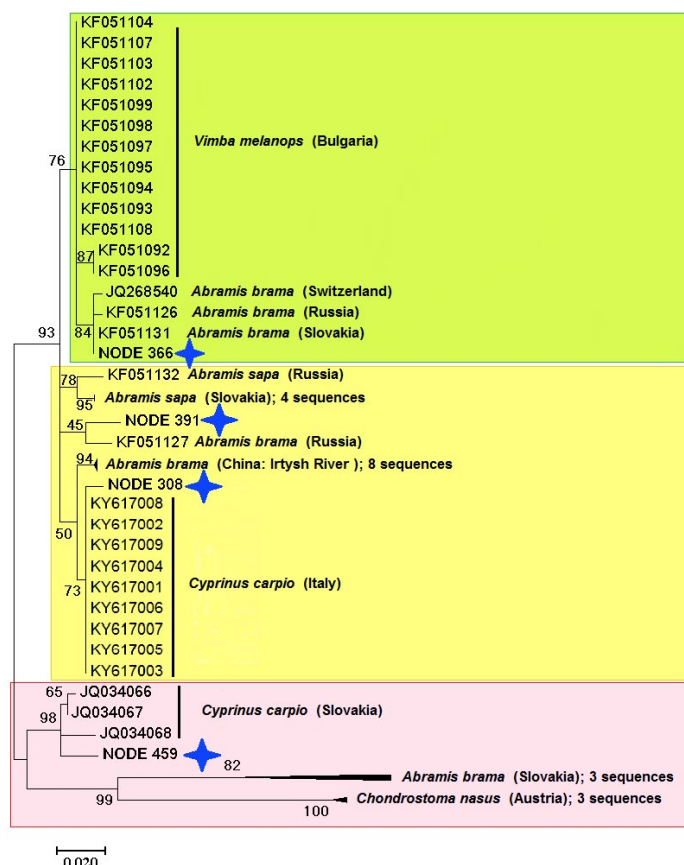 KF051104
KF051107
KF051103
KF051102
KF051099
KF051098
KF051097
Vimba melanops (Bulgaria)
76
KF051095
KF051094
KF051093
KF051108
KF051092
87
KF051096
JQ268540 Abramis brama (Switzerland)
KF051126 Abramis brama (Russia)
93
84
KF051131 Abramis brama (Slovakia)
NODE 366
78
KF051132 Abramis sapa (Russia)
95
Abramis sapa (Slovakia); 4 sequences
NODE 391
45
KF051127 Abramis brama (Russia)
94
Abramis brama (China: Irtysh River ); 8 sequences
NODE 308
KY617008
KY617002
50
KY617009
KY617004
73
KY617001
Cyprinus carpio (Italy)
KY617006
KY617007
KY617005
KY617003
65
JQ034066
JQ034067
Cyprinus carpio (Slovakia)
98
JQ034068
NODE 459
82
Abramis brama (Slovakia); 3 sequences
99
Chondrostoma nasus (Austria); 3 sequences
100
0.020